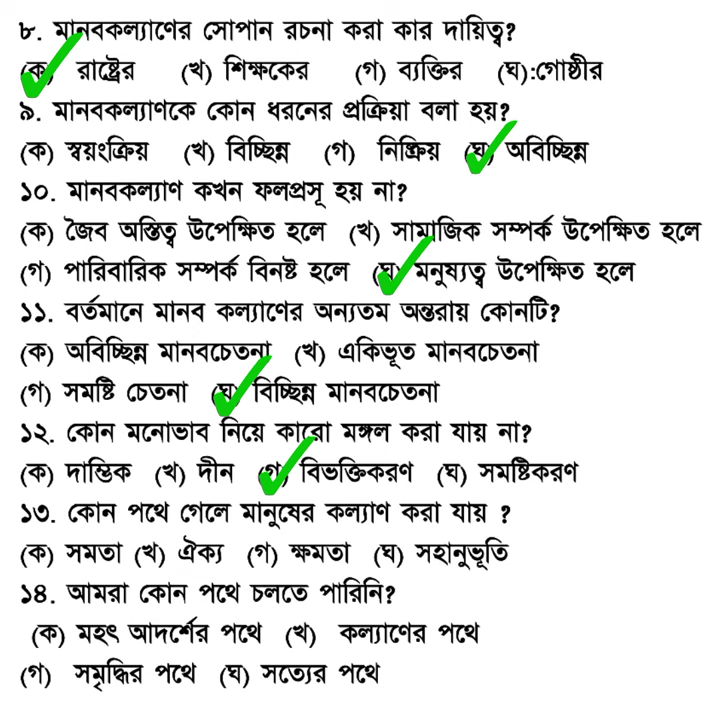 ৮. মানবকল্যাণের সোপান রচনা করা কার দায়িত্ব?
(ক) রাষ্ট্রের (খ) শিক্ষকের (গ) ব্যক্তির (ঘ):গোষ্ঠীর
৯. মানবকল্যাণকে কোন ধরনের প্রক্রিয়া বলা হয়?
(ক) স্বয়ংক্রিয় (খ) বিচ্ছিন্ন (গ) নিষ্ক্রিয় (ঘ) অবিচ্ছিন্ন
১০. মানবকল্যাণ কখন ফলপ্রসূ হয় না?
(ক) জৈব অস্তিত্ব উপেক্ষিত হলে (খ) সামাজিক সম্পর্ক উপেক্ষিত হলে
(গ) পারিবারিক সম্পর্ক বিনষ্ট হলে (ঘ) মনুষ্যত্ব উপেক্ষিত হলে
১১. বর্তমানে মানব কল্যাণের অন্যতম অন্তরায় কোনটি?
(ক) অবিচ্ছিন্ন মানবচেতনা (খ) একিভূত মানবচেতনা
(গ) সমষ্টি চেতনা (ঘ) বিচ্ছিন্ন মানবচেতনা
১২. কোন মনোভাব নিয়ে কারো মঙ্গল করা যায় না?
(ক) দাম্ভিক (খ) দীন (গ) বিভক্তিকরণ (ঘ) সমষ্টিকরণ
১৩. কোন পথে গেলে মানুষের কল্যাণ করা যায় ?
(ক) সমতা (খ) ঐক্য (গ) ক্ষমতা (ঘ) সহানুভূতি
১৪. আমরা কোন পথে চলতে পারিনি?
(ক) মহৎ আদর্শের পথে (খ) কল্যাণের পথে
(গ) সমৃদ্ধির পথে (ঘ) সত্যের পথে